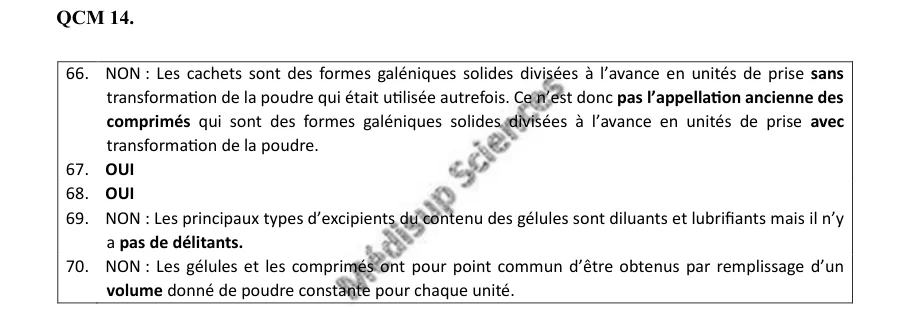 QCM 14.
66. NON : Les cachets sont des formes galéniques solides divisées à l’avance en unités de prise sans
transformation de la poudre qui était utilisée autrefois. Ce n’est donc pas l’appellation ancienne des
comprimés qui sont des formes galéniques solides divisées à l’avance en unités de prise avec
transformation de la poudre.
67. OUI
68. OUI
69. NON : Les principaux types d’excipients du contenu des gélules sont diluants et lubrifiants mais il n’y
a pas de délitants.
70. NON : Les gélules et les comprimés ont pour point commun d’être obtenus par remplissage d’un
volume donné de poudre constante pour chaque unité.
Médisup Sciences